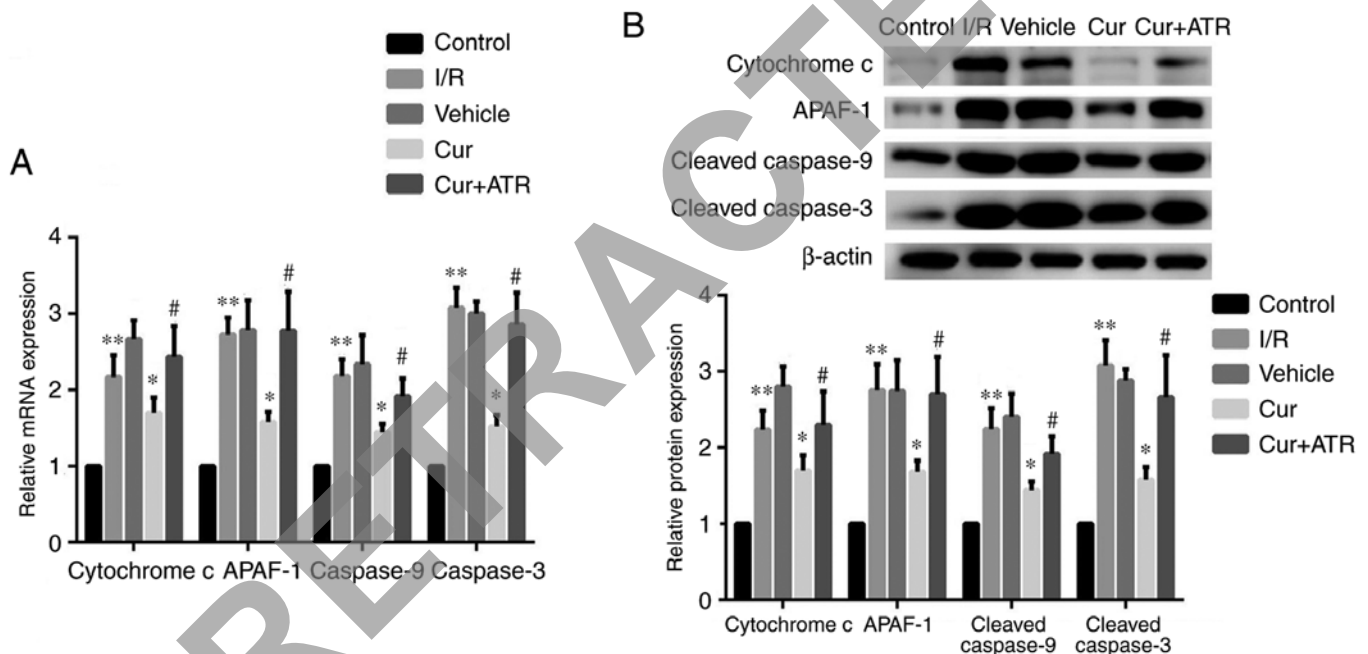 A
Control
I/R
Vehicle
Cur
Cur+ATR
Relative mRNA expression
4
3
2
1
0
** * #
** * #
** * #
** * #
Cytochrome c APAF-1 Caspase-9 Caspase-3
B
Control I/R Vehicle Cur Cur+ATR
Cytochrome c
APAF-1
Cleaved caspase-9
Cleaved caspase-3
β-actin
Relative protein expression
4
3
2
1
0
** * #
** * #
** * #
** * #
Cytochrome c APAF-1 Cleaved Cleaved
caspase-9 caspase-3
Control
I/R
Vehicle
Cur
Cur+ATR
RETRACTE